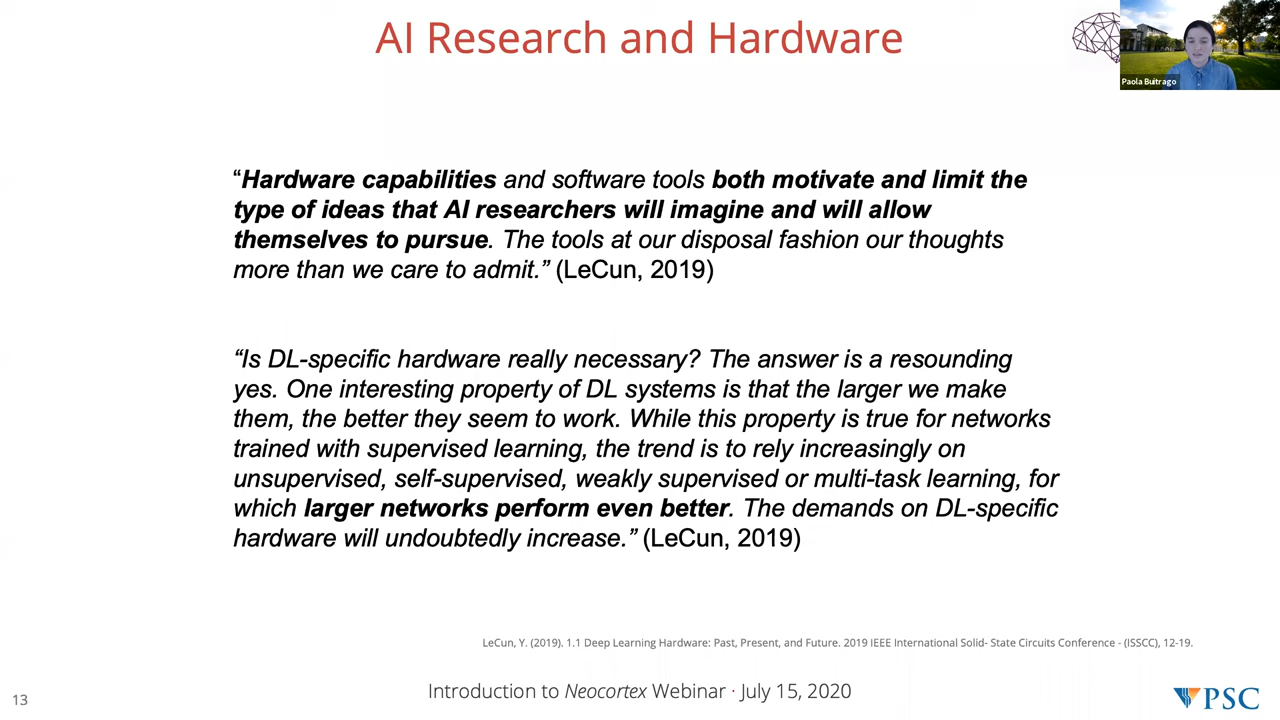 AI Research and Hardware
Paola Buitrago
“Hardware capabilities and software tools both motivate and limit the
type of ideas that AI researchers will imagine and will allow
themselves to pursue. The tools at our disposal fashion our thoughts
more than we care to admit.” (LeCun, 2019)
“Is DL-specific hardware really necessary? The answer is a resounding
yes. One interesting property of DL systems is that the larger we make
them, the better they seem to work. While this property is true for networks
trained with supervised learning, the trend is to rely increasingly on
unsupervised, self-supervised, weakly supervised or multi-task learning, for
which larger networks perform even better. The demands on DL-specific
hardware will undoubtedly increase.” (LeCun, 2019)
LeCun, Y. (2019). 1.1 Deep Learning Hardware: Past, Present, and Future. 2019 IEEE International Solid- State Circuits Conference - (ISSCC), 12-19.
13
Introduction to Neocortex Webinar · July 15, 2020
PSC